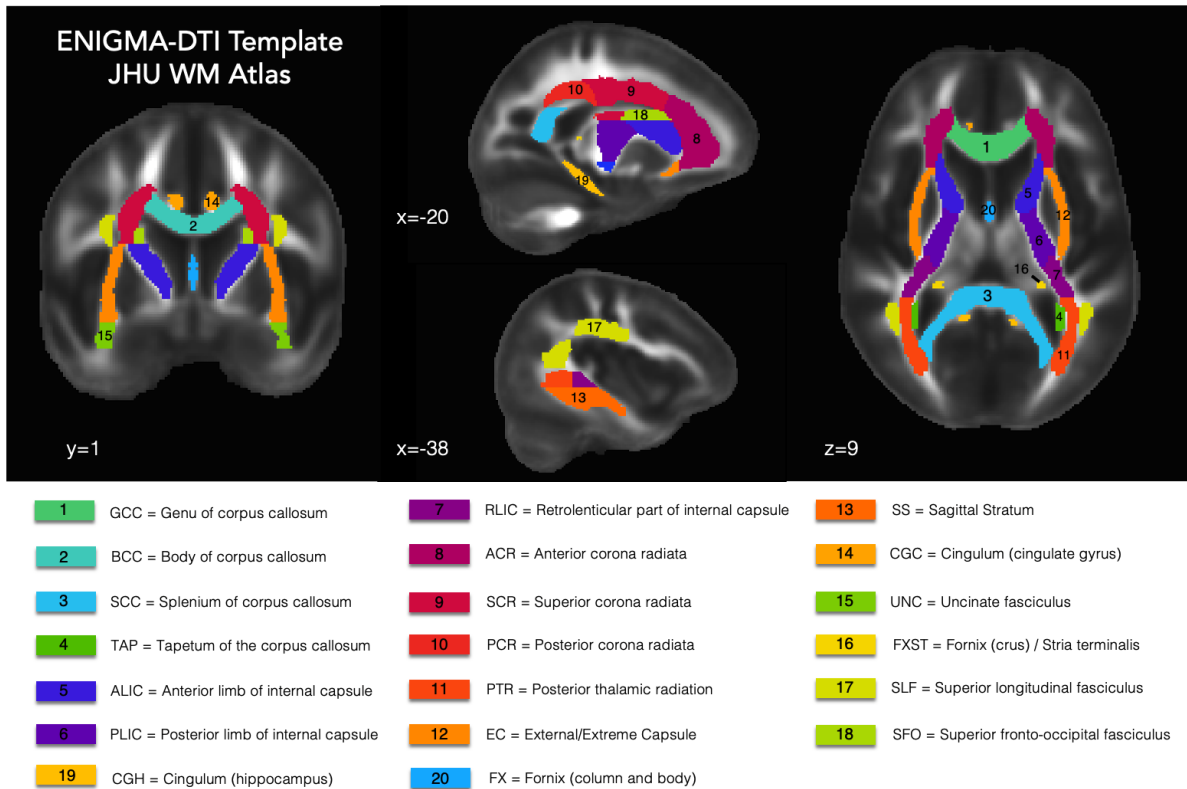 ENIGMA-DTI Template
JHU WM Atlas
14
2
15
y=1
10
9
18
8
19
x=-20
17
13
x=-38
1
5
20
12
6
16
7
3
4
11
z=9
1 GCC = Genu of corpus callosum
2 BCC = Body of corpus callosum
3 SCC = Splenium of corpus callosum
4 TAP = Tapetum of the corpus callosum
5 ALIC = Anterior limb of internal capsule
6 PLIC = Posterior limb of internal capsule
19 CGH = Cingulum (hippocampus)
7 RLIC = Retrolenticular part of internal capsule
8 ACR = Anterior corona radiata
9 SCR = Superior corona radiata
10 PCR = Posterior corona radiata
11 PTR = Posterior thalamic radiation
12 EC = External/Extreme Capsule
20 FX = Fornix (column and body)
13 SS = Sagittal Stratum
14 CGC = Cingulum (cingulate gyrus)
15 UNC = Uncinate fasciculus
16 FXST = Fornix (crus) / Stria terminalis
17 SLF = Superior longitudinal fasciculus
18 SFO = Superior fronto-occipital fasciculus